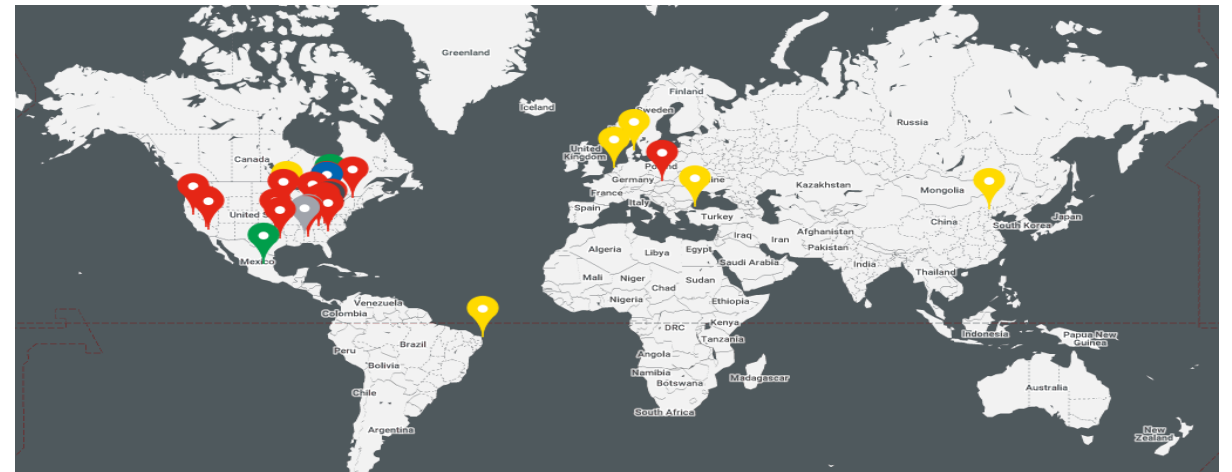 Greenland
Iceland
Finland
Sweden
Russia
Canada
United
Kingdom
Germany
France
Spain
Italy
Turkey
Kazakhstan
Mongolia
China
Japan
South Korea
Afghanistan
Pakistan
Iran
Iraq
Saudi Arabia
India
Thailand
Mexico
Algeria
Libya
Egypt
Mali
Niger
Chad
Sudan
Nigeria
Ethiopia
Venezuela
Colombia
DRC
Kenya
Tanzania
Indonesia
Papua New
Guinea
Peru
Brazil
Bolivia
Angola
Namibia
Botswana
Madagascar
Chile
South Africa
Australia
Argentina
New
Zealand